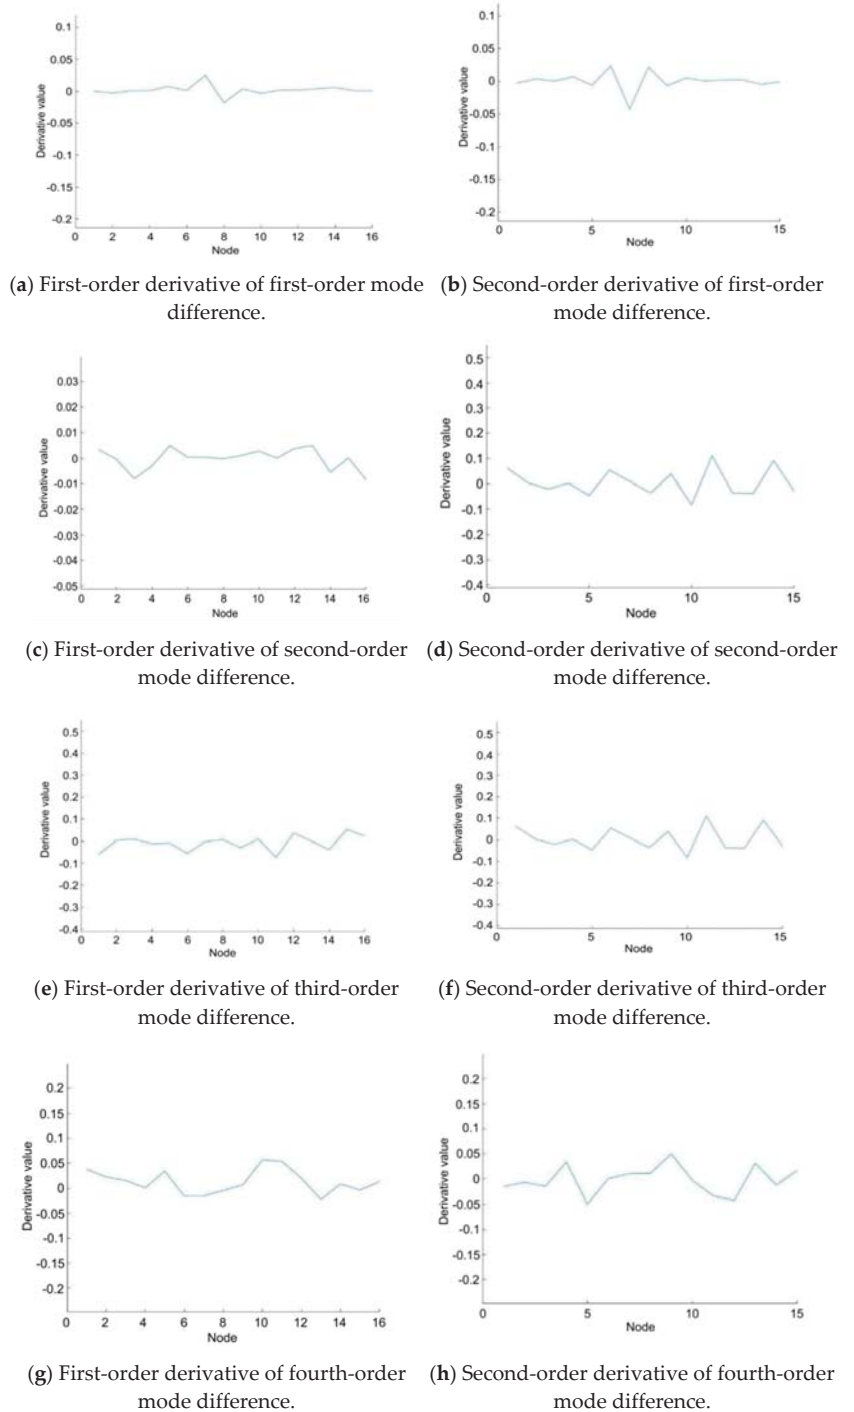 0.1
0.05
0
-0.05
-0.1
-0.15
-0.2
Derivative value
0 2 4 6 8 10 12 14 16
Node
0.1
0.05
0
-0.05
-0.1
-0.15
-0.2
Derivative value
0 5 10 15
Node
(a) First-order derivative of first-order mode
difference.
(b) Second-order derivative of first-order
mode difference.
0.03
0.02
0.01
0
-0.01
-0.02
-0.03
-0.04
-0.05
Derivative value
0 2 4 6 8 10 12 14 16
Node
0.5
0.4
0.3
0.2
0.1
0
-0.1
-0.2
-0.3
-0.4
Derivative value
0 5 10 15
Node
(c) First-order derivative of second-order
mode difference.
(d) Second-order derivative of second-order
mode difference.
0.5
0.4
0.3
0.2
0.1
0
-0.1
-0.2
-0.3
-0.4
Derivative value
0 2 4 6 8 10 12 14 16
Node
0.5
0.4
0.3
0.2
0.1
0
-0.1
-0.2
-0.3
-0.4
Derivative value
0 5 10 15
Node
(e) First-order derivative of third-order
mode difference.
(f) Second-order derivative of third-order
mode difference.
0.2
0.15
0.1
0.05
0
-0.05
-0.1
-0.15
-0.2
Derivative value
0 2 4 6 8 10 12 14 16
Node
0.2
0.15
0.1
0.05
0
-0.05
-0.1
-0.15
-0.2
Derivative value
0 5 10 15
Node
(g) First-order derivative of fourth-order
mode difference.
(h) Second-order derivative of fourth-order
mode difference.